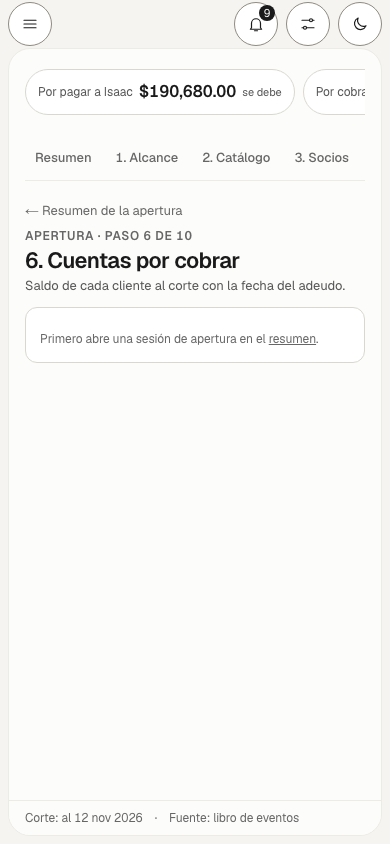 9
Por pagar a Isaac $190,680.00 se debe Por cobra
Resumen 1. Alcance 2. Catálogo 3. Socios
← Resumen de la apertura
APERTURA · PASO 6 DE 10
6. Cuentas por cobrar
Saldo de cada cliente al corte con la fecha del adeudo.
Primero abre una sesión de apertura en el resumen.
Corte: al 12 nov 2026 · Fuente: libro de eventos